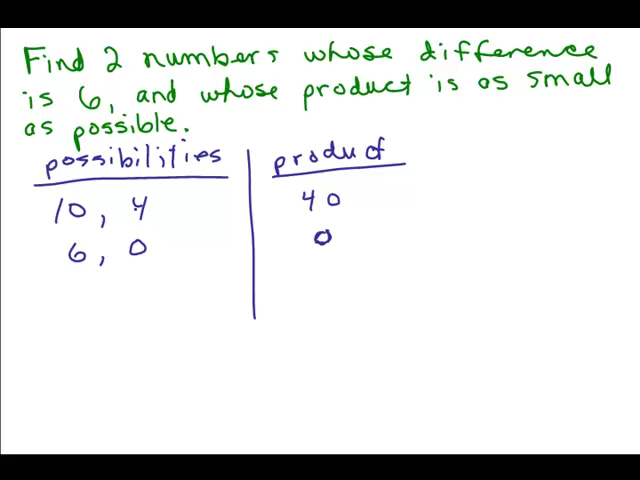 Find 2 numbers whose difference
is 6, and whose product is as small
as possible.
possibilities product
10, 4 40
6, 0 0